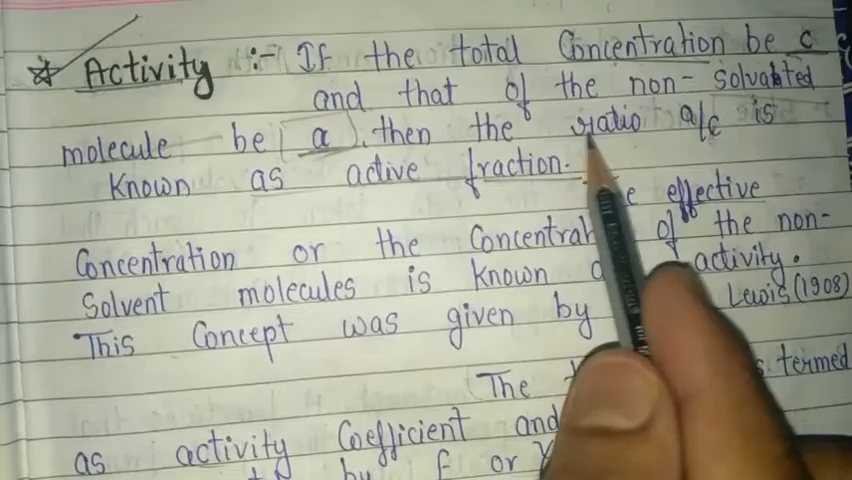 Activity :- If the total Concentration be c
and that of the non-solvated
molecule be a, then the ratio a/c is
Known as active fraction.
effective
Concentration or the of the non-
Solvent molecules is known activity.
This Concept was given by Lewis (1908)
The termed
as activity Coefficient and
by f or